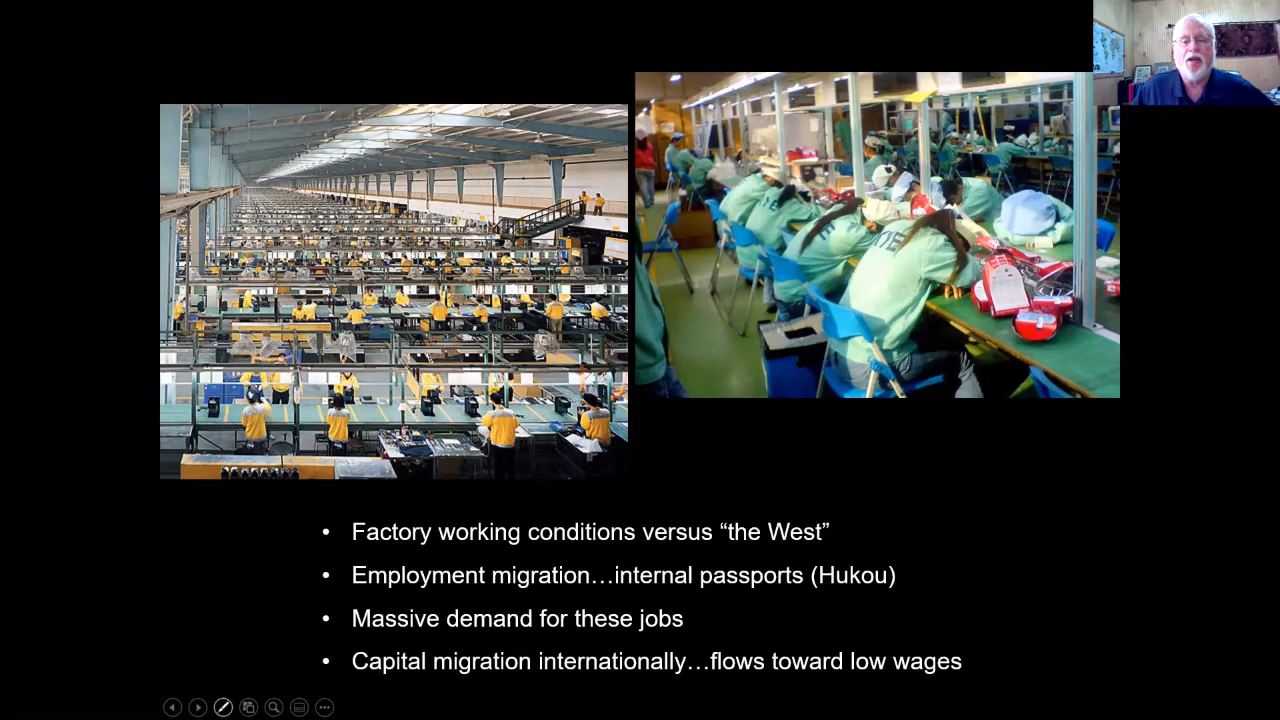 • Factory working conditions versus “the West”
• Employment migration…internal passports (Hukou)
• Massive demand for these jobs
• Capital migration internationally…flows toward low wages